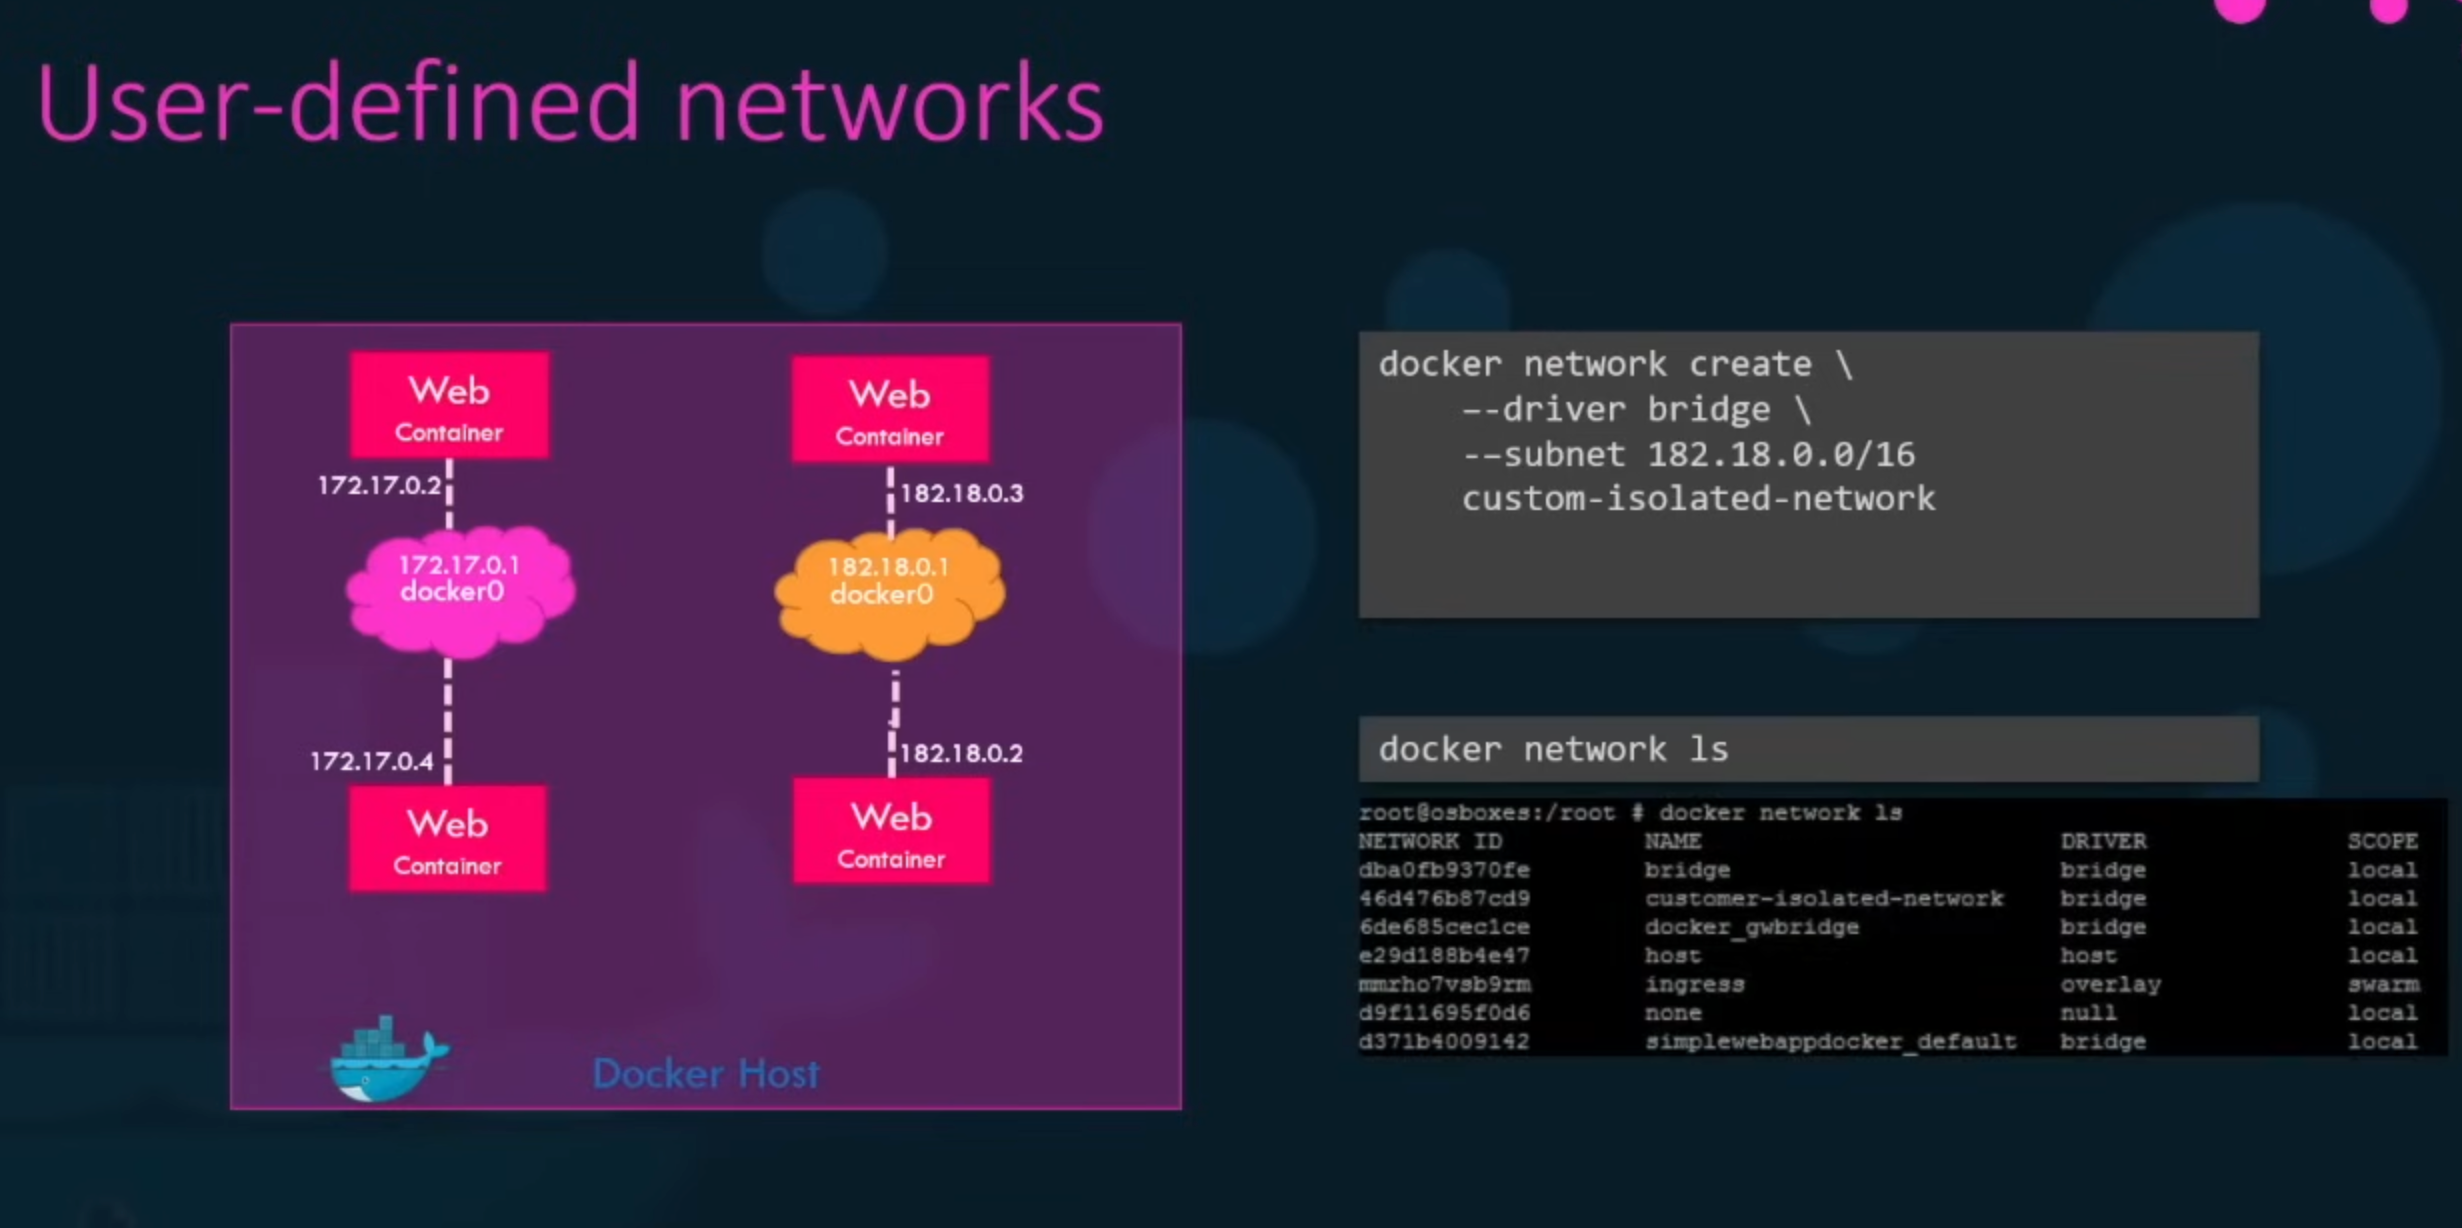 User-defined networks
Web
Container
172.17.0.2
172.17.0.1
docker0
172.17.0.4
Web
Container
Web
Container
182.18.0.3
182.18.0.1
docker0
182.18.0.2
Web
Container
Docker Host
docker network create \
--driver bridge \
--subnet 182.18.0.0/16
custom-isolated-network
docker network ls
root@osboxes:/root # docker network ls
NETWORK ID NAME DRIVER SCOPE
dba0fb9370fe bridge bridge local
46d476b87cd9 customer-isolated-network bridge local
6de685cec1ce docker_gwbridge bridge local
e29d188b4e47 host host local
mmrho7vsb9rm ingress overlay swarm
d9f11695f0d6 none null local
d371b4009142 simplewebappdocker_default bridge local